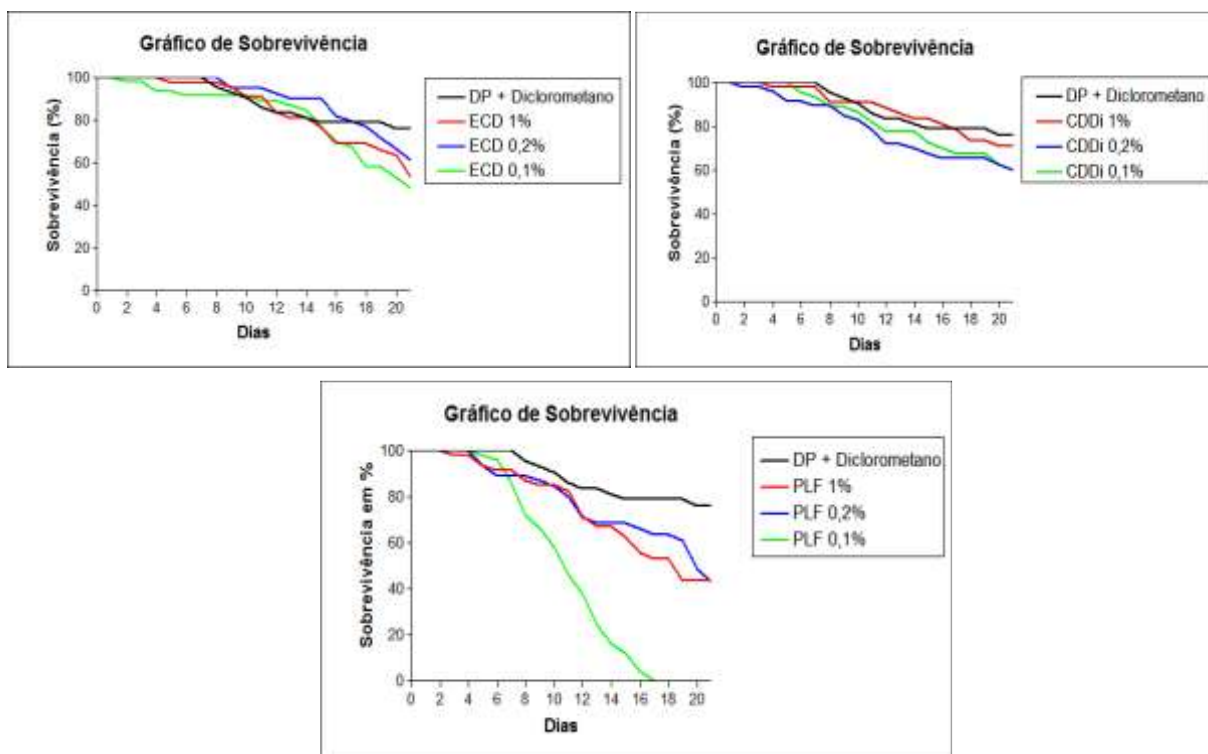 Gráfico de Sobrevivência
Sobrevivência (%)
100
80
60
40
20
0
0 2 4 6 8 10 12 14 16 18 20
Dias
DP + Diclorometano
ECD 1%
ECD 0,2%
ECD 0,1%
Gráfico de Sobrevivência
Sobrevivência (%)
100
80
60
40
20
0
0 2 4 6 8 10 12 14 16 18 20
Dias
DP + Diclorometano
CDDi 1%
CDDi 0,2%
CDDi 0,1%
Gráfico de Sobrevivência
Sobrevivência em %
100
80
60
40
20
0
0 2 4 6 8 10 12 14 16 18 20
Dias
DP + Diclorometano
PLF 1%
PLF 0,2%
PLF 0,1%